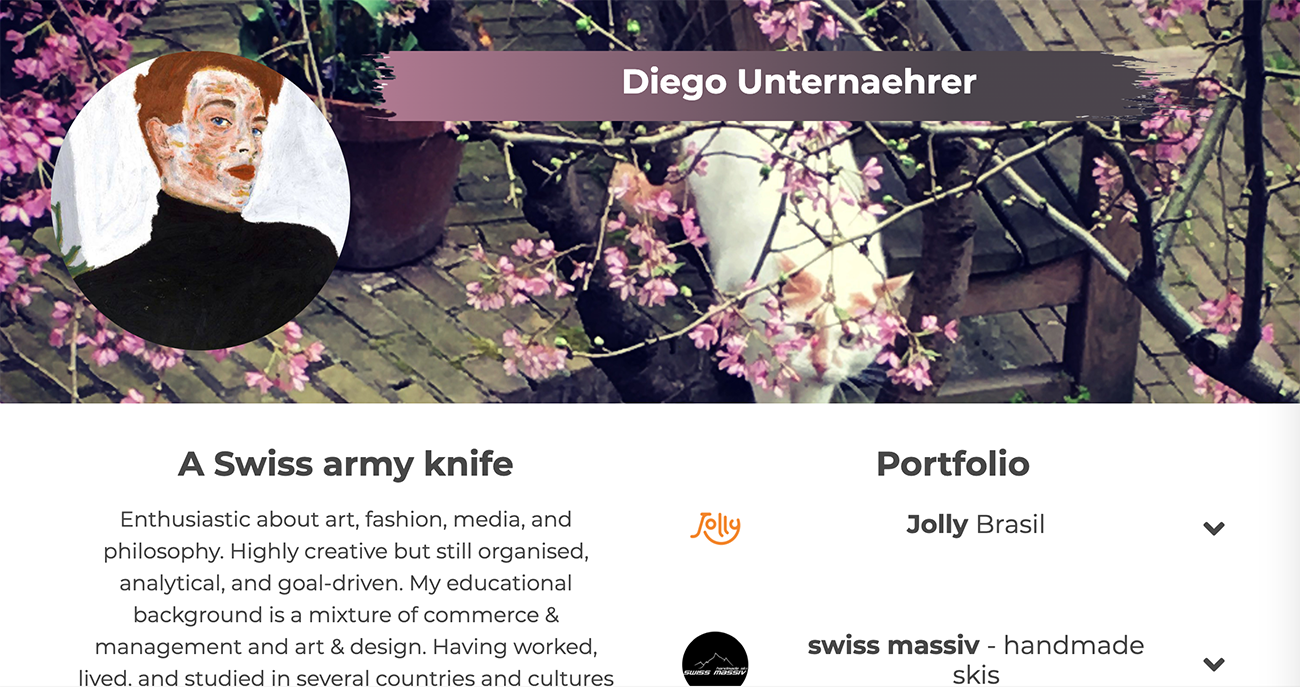 Diego Unternaehrer
A Swiss army knife
Enthusiastic about art, fashion, media, and
philosophy. Highly creative but still organised,
analytical, and goal-driven. My educational
background is a mixture of commerce &
management and art & design. Having worked,
lived, and studied in several countries and cultures
Portfolio
Jolly
Jolly Brasil
handmade ski
swiss massiv
swiss massiv - handmade
skis